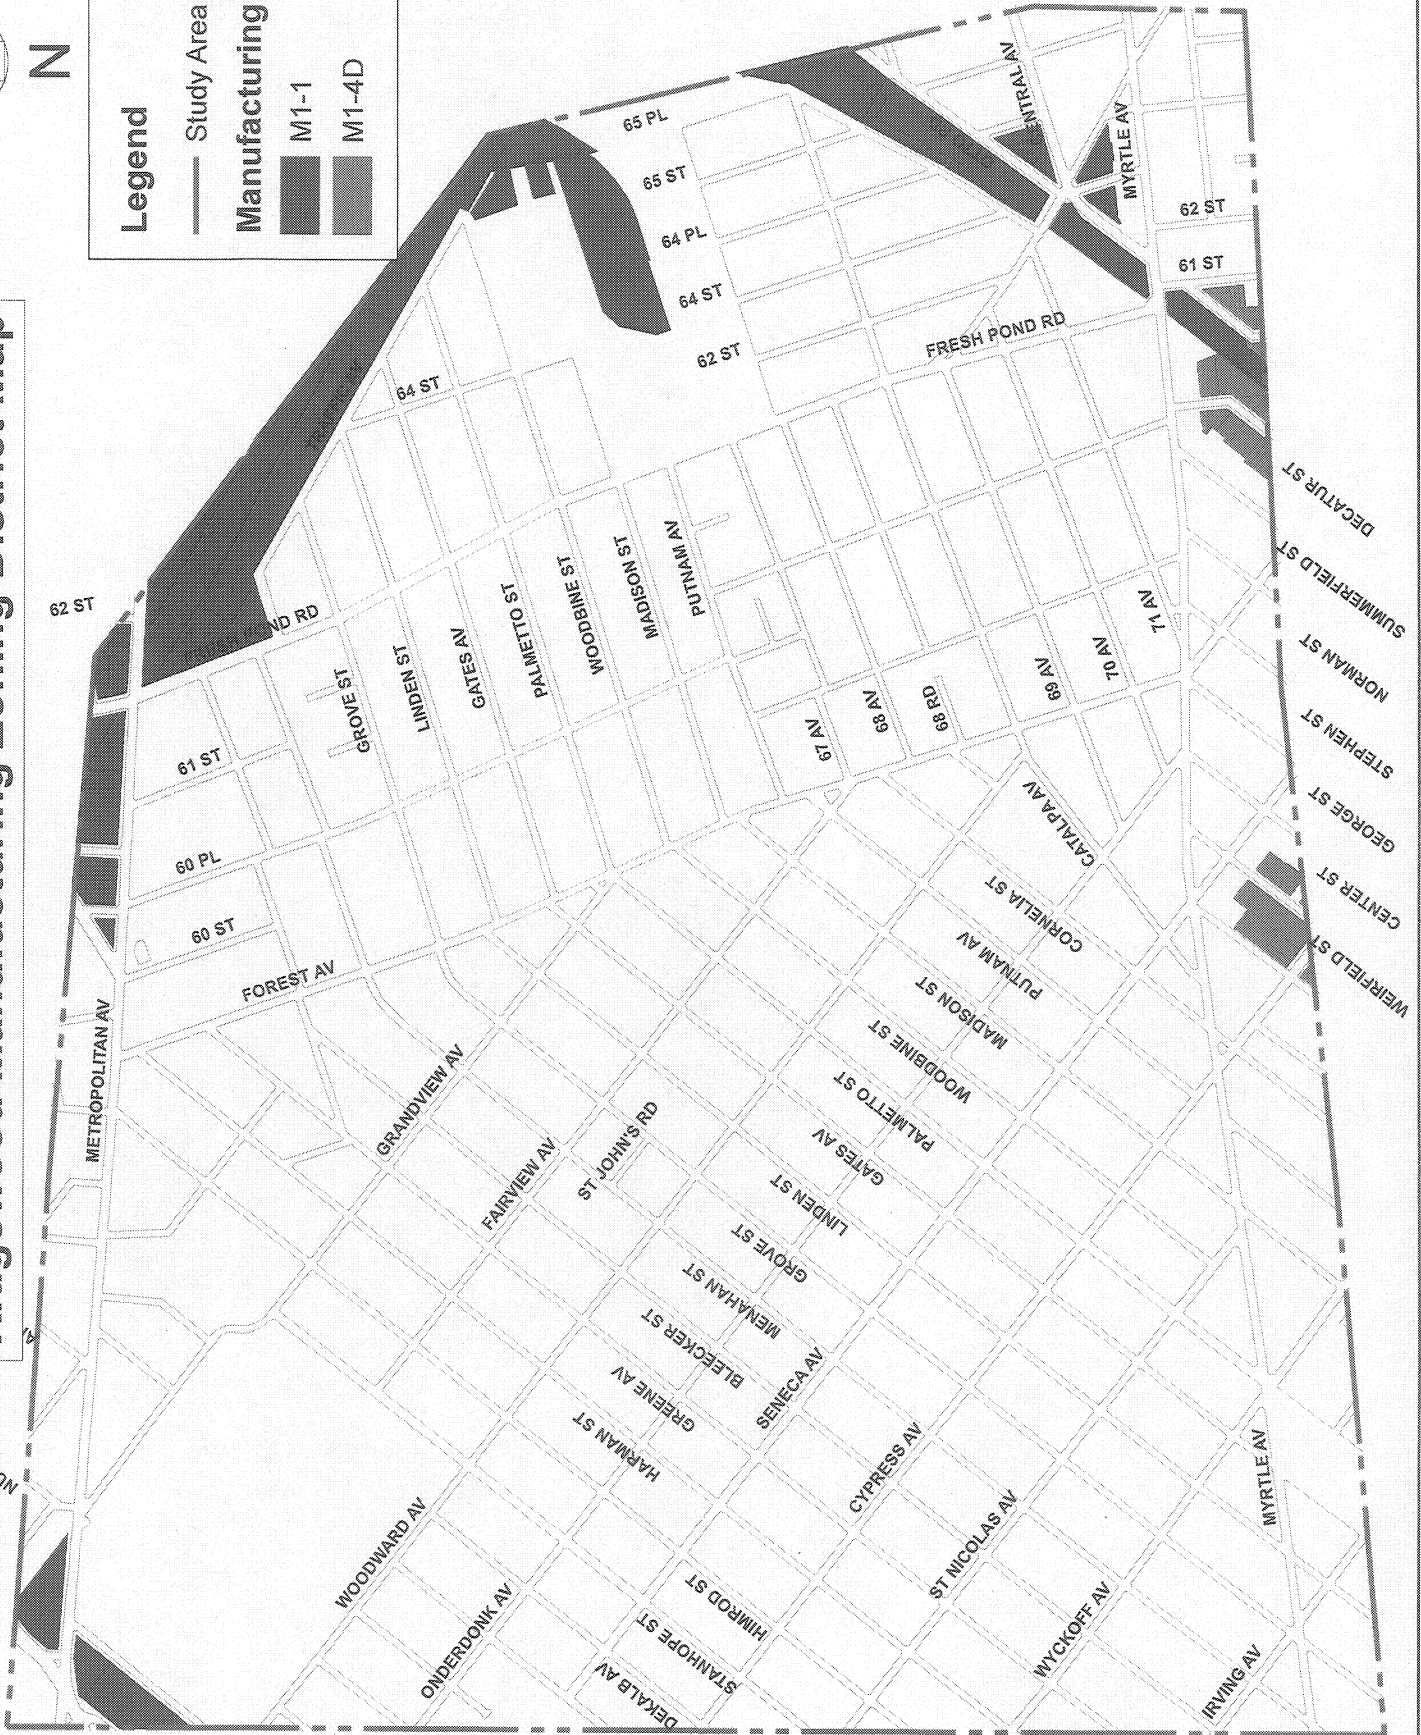 N
Legend
Study Area
Manufacturing
M1-1
M1-4D
62 ST
65 PL
65 ST
64 PL
64 ST
62 ST
64 ST
FRESH POND RD
MYRTLE AV
62 ST
61 ST
GROVE ST
LINDEN ST
GATES AV
PALMETTO ST
WOODBINE ST
MADISON ST
PUTNAM AV
61 ST
60 PL
60 ST
FOREST AV
67 AV
68 AV
68 RD
69 AV
70 AV
71 AV
CATALPA AV
CORNELIA ST
PUTNAM AV
MADISON ST
WOODBINE ST
PALMETTO ST
GATES AV
LINDEN ST
GROVE ST
MENAHAN ST
BLEECKER ST
GREENE AV
HARMAN ST
HIMROD ST
STANHOPE ST
DEKALB AV
DECATUR ST
SUMMERFIELD ST
NORMAN ST
STEPHEN ST
GEORGE ST
CENTER ST
WEIRFIELD ST
METROPOLITAN AV
GRANDVIEW AV
FAIRVIEW AV
ST JOHN'S RD
SENECA AV
WOODWARD AV
ONDERDONK AV
CYPRESS AV
ST NICOLAS AV
WYCKOFF AV
IRVING AV
MYRTLE AV